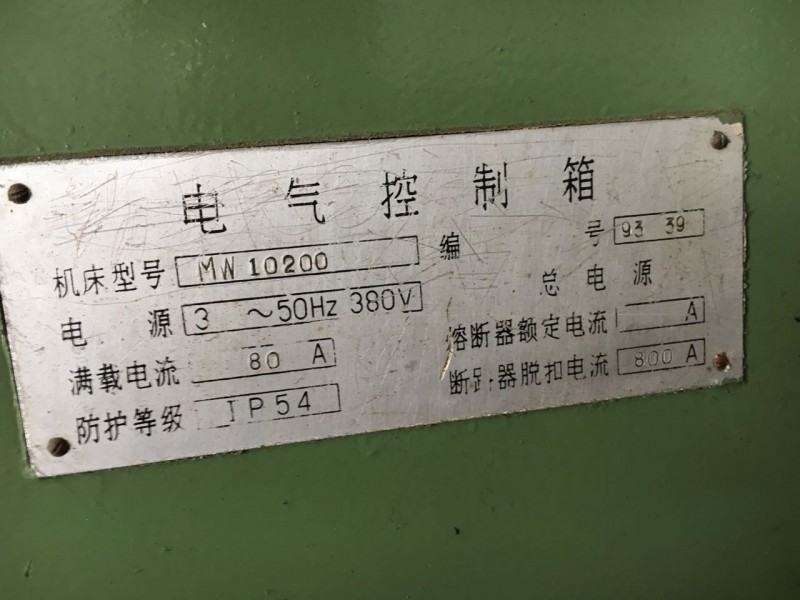 电气控制箱
机床型号 MW 10200 编号 93 39
电源 3 ~50Hz 380V 总电源
满载电流 80 A 熔断器额定电流 A
防护等级 IP54 断路器脱扣电流 800 A